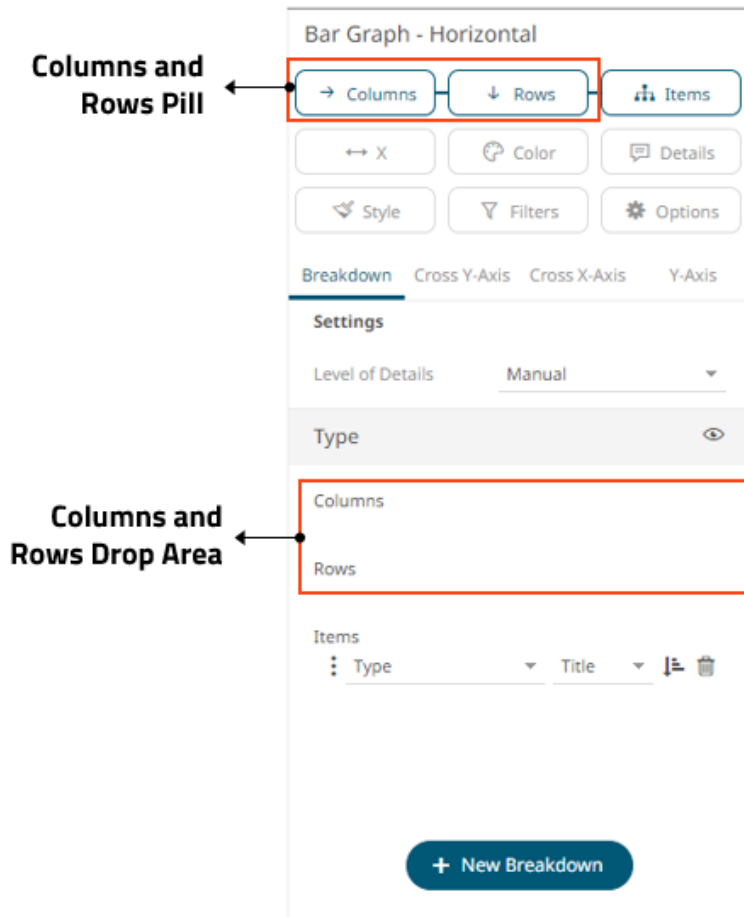 Bar Graph - Horizontal
Columns and
Rows Pill
Columns Rows Items
X Color Details
Style Filters Options
Breakdown Cross Y-Axis Cross X-Axis Y-Axis
Settings
Level of Details Manual
Type
Columns
Columns and
Rows Drop Area
Rows
Items
Type Title
+ New Breakdown